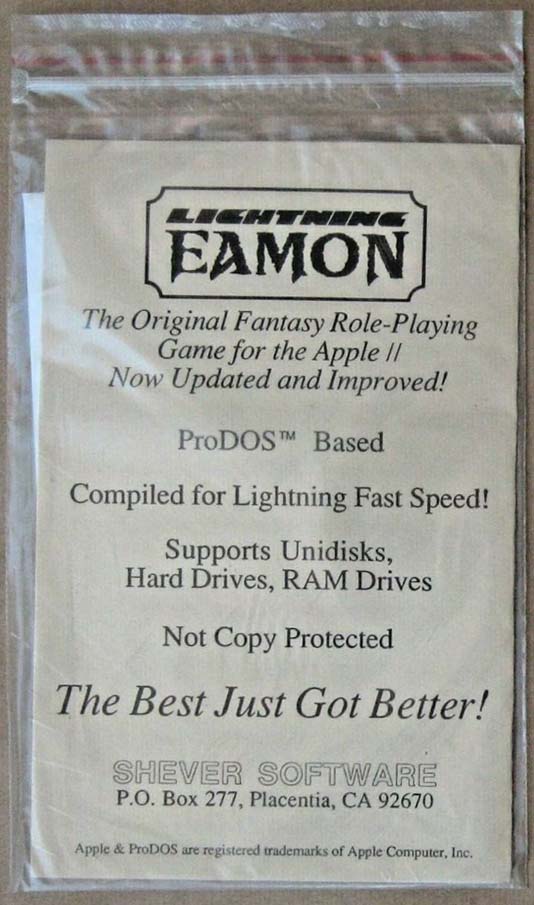 LIGHTNING
EAMON
The Original Fantasy Role-Playing
Game for the Apple //
Now Updated and Improved!
ProDOS™ Based
Compiled for Lightning Fast Speed!
Supports Unidisks,
Hard Drives, RAM Drives
Not Copy Protected
The Best Just Got Better!
SHEVER SOFTWARE
P.O. Box 277, Placentia, CA 92670
Apple & ProDOS are registered trademarks of Apple Computer, Inc.